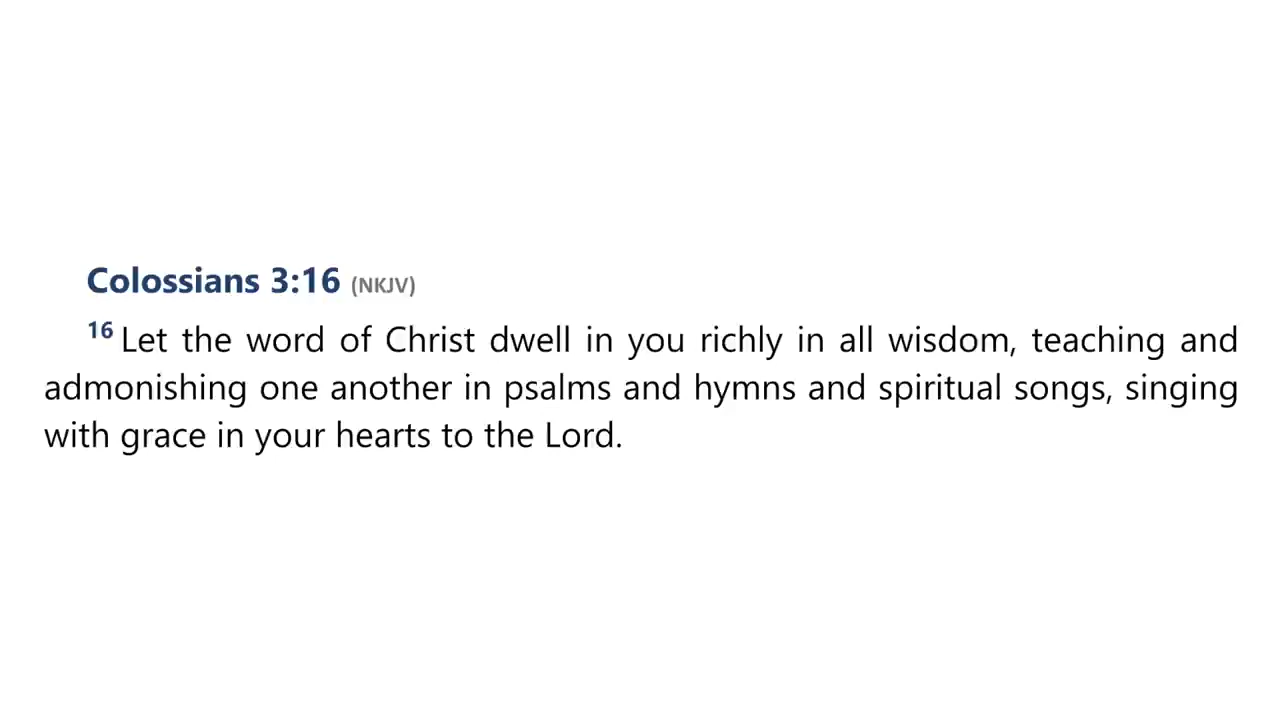 Colossians 3:16 (NKJV)
16 Let the word of Christ dwell in you richly in all wisdom, teaching and
admonishing one another in psalms and hymns and spiritual songs, singing
with grace in your hearts to the Lord.